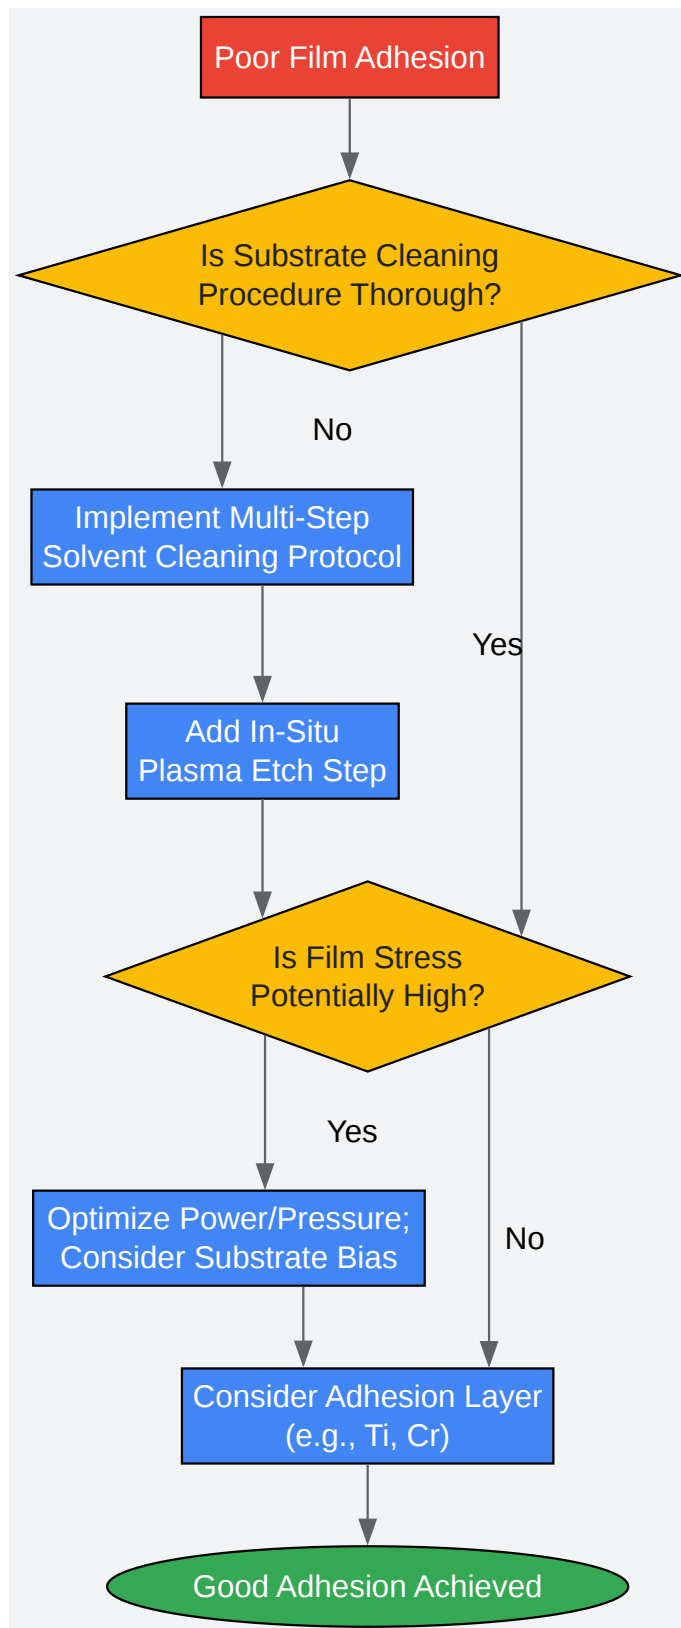 Poor Film Adhesion
Is Substrate Cleaning
Procedure Thorough?
No
Implement Multi-Step
Solvent Cleaning Protocol
Yes
Add In-Situ
Plasma Etch Step
Is Film Stress
Potentially High?
Yes
Optimize Power/Pressure;
Consider Substrate Bias
No
Consider Adhesion Layer
(e.g., Ti, Cr)
Good Adhesion Achieved